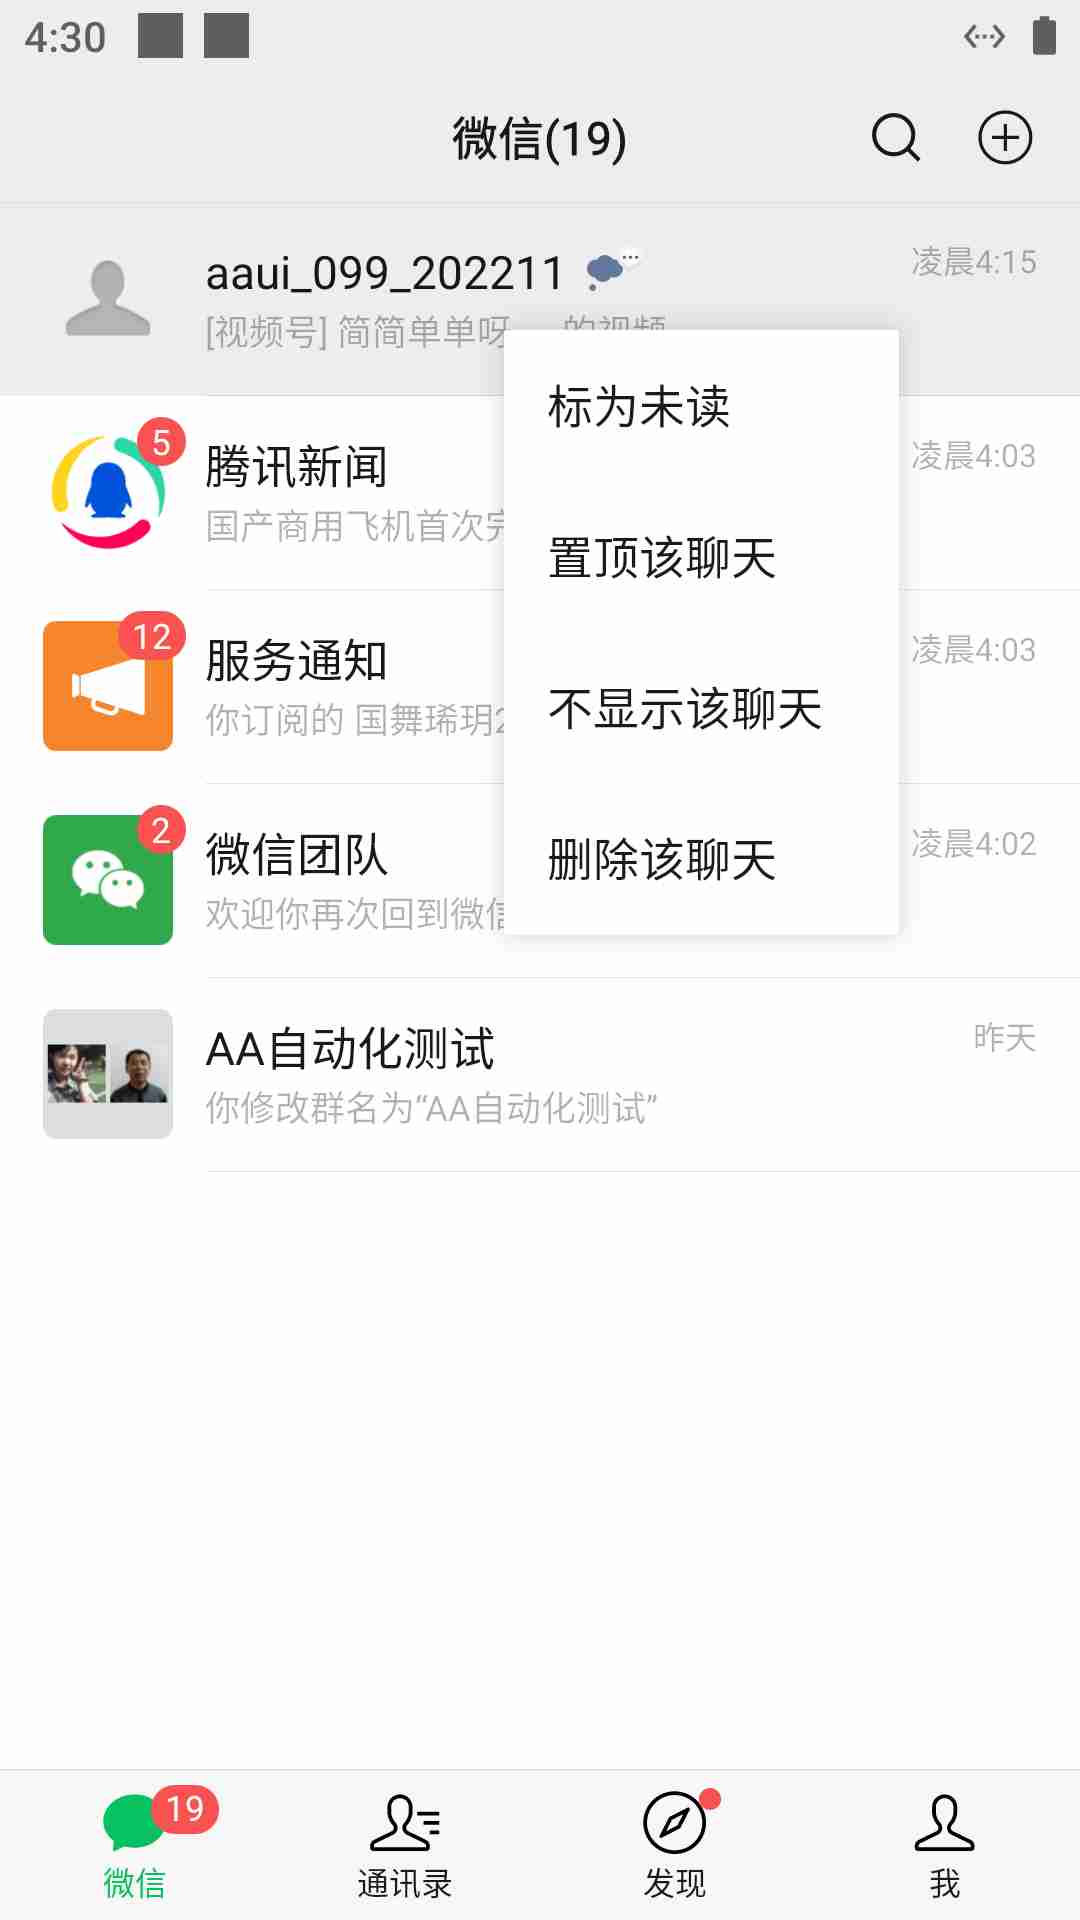 4:30
微信(19)
aaui_099_202211
凌晨4:15
[视频号] 简简单单呀
的视频
标为未读
置顶该聊天
不显示该聊天
删除该聊天
5
腾讯新闻
凌晨4:03
国产商用飞机首次
12
服务通知
凌晨4:03
你订阅的 国舞琋玥
2
微信团队
凌晨4:02
欢迎你再次回到微信
AA自动化测试
昨天
你修改群名为“AA自动化测试”
19
微信
通讯录
发现
我